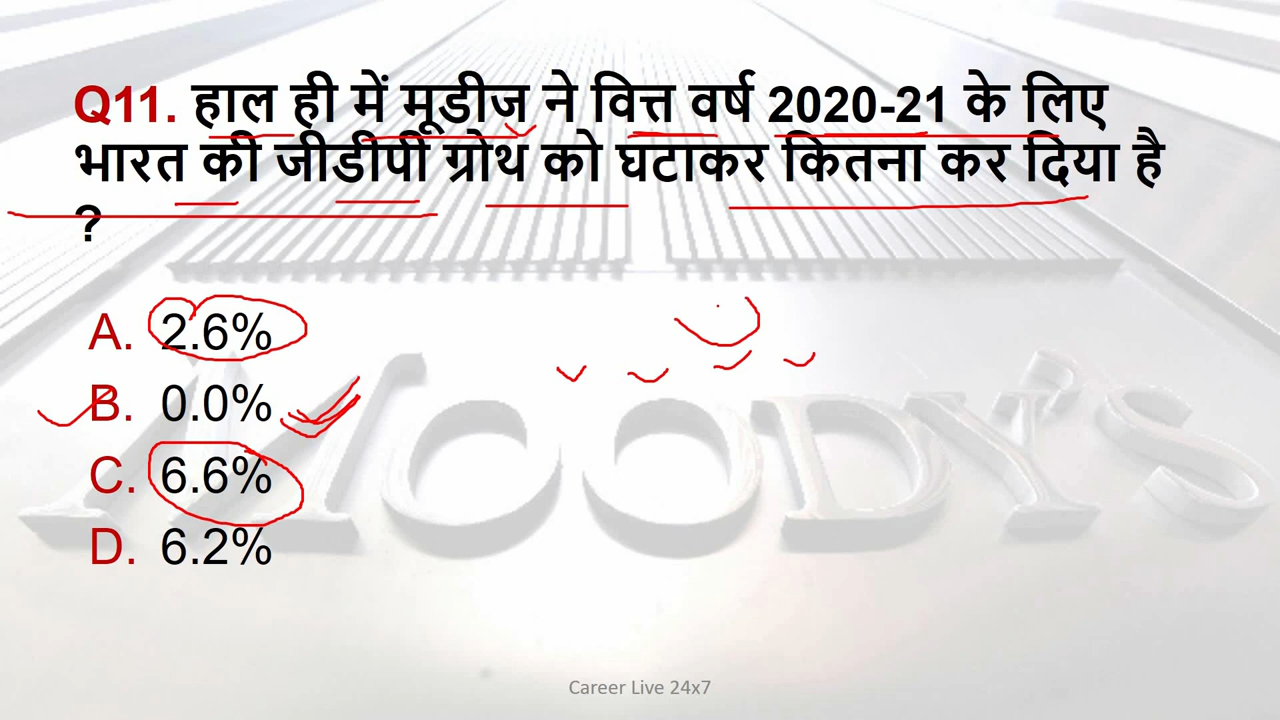 Q11. हाल ही में मूडीज ने वित्त वर्ष 2020-21 के लिए
भारत की जीडीपी ग्रोथ को घटाकर कितना कर दिया है
?
A. 2.6%
B. 0.0%
C. 6.6%
D. 6.2%
MOODY'S
Career Live 24x7